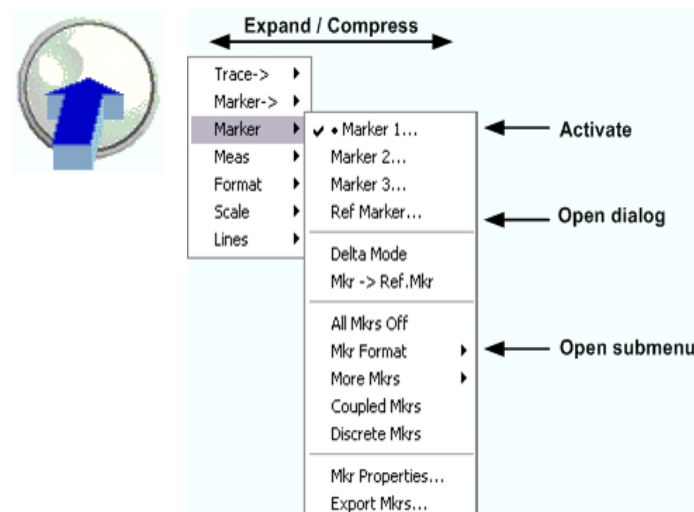 Expand / Compress
Trace->
Marker->
Marker
Meas
Format
Scale
Lines
• Marker 1...
Marker 2...
Marker 3...
Ref Marker...
Delta Mode
Mkr -> Ref.Mkr
All Mkrs Off
Mkr Format
More Mkrs
Coupled Mkrs
Discrete Mkrs
Mkr Properties...
Export Mkrs...
Activate
Open dialog
Open submenu